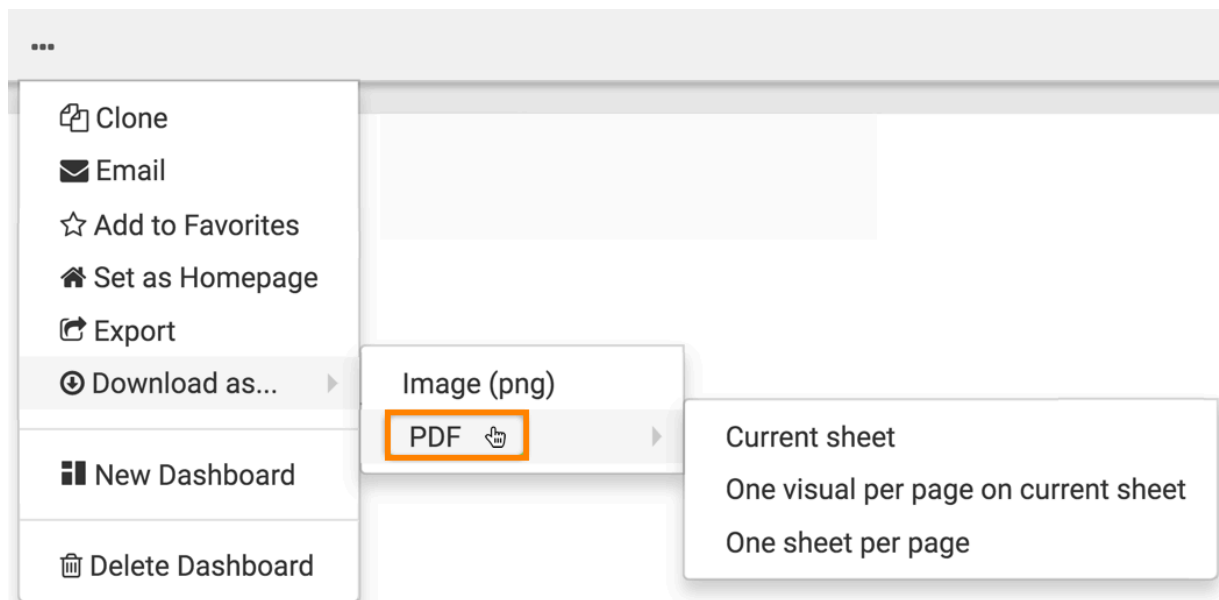 Clone
Email
Add to Favorites
Set as Homepage
Export
Download as...
New Dashboard
Delete Dashboard
Image (png)
PDF
Current sheet
One visual per page on current sheet
One sheet per page